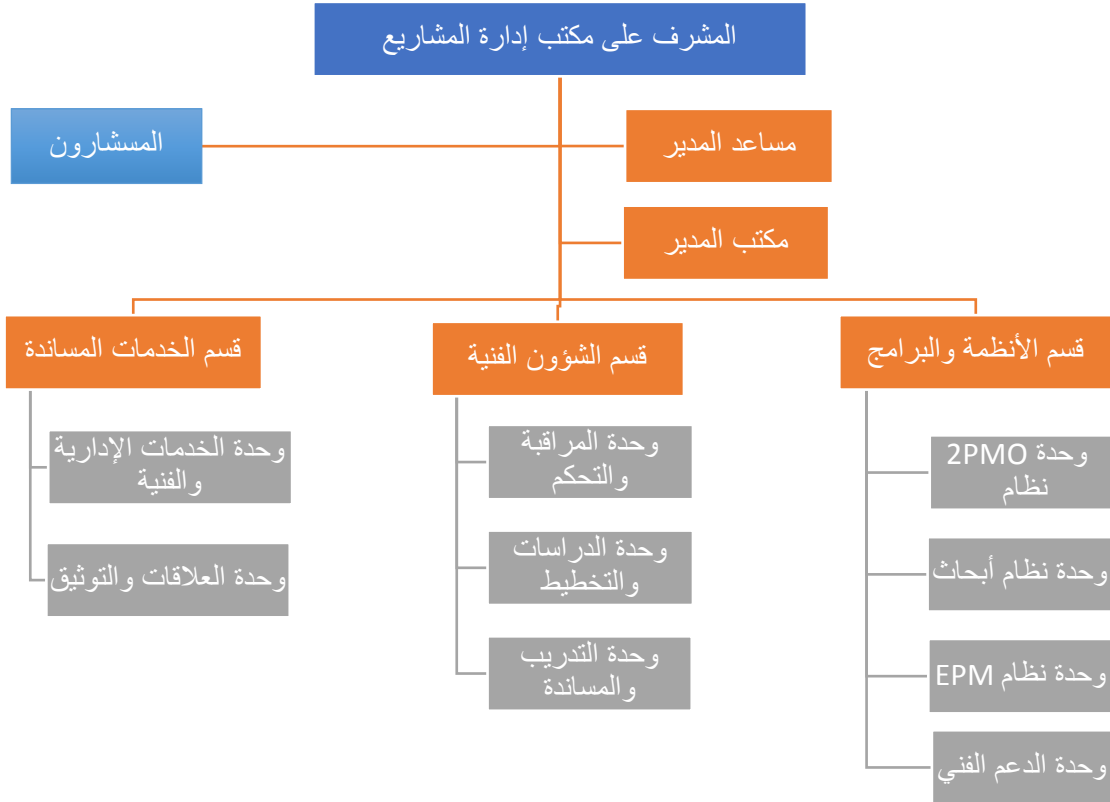 المشرف على مكتب إدارة المشاريع
مساعد المدير
المسشارون
مكتب المدير
قسم الأنظمة والبرامج
وحدة 2PMO
نظام
وحدة نظام أبحاث
وحدة نظام EPM
وحدة الدعم الفني
قسم الشؤون الفنية
وحدة المراقبة
والتحكم
وحدة الدراسات
والتخطيط
وحدة التدريب
والمساندة
قسم الخدمات المساندة
وحدة الخدمات الإدارية
والفنية
وحدة العلاقات والتوثيق